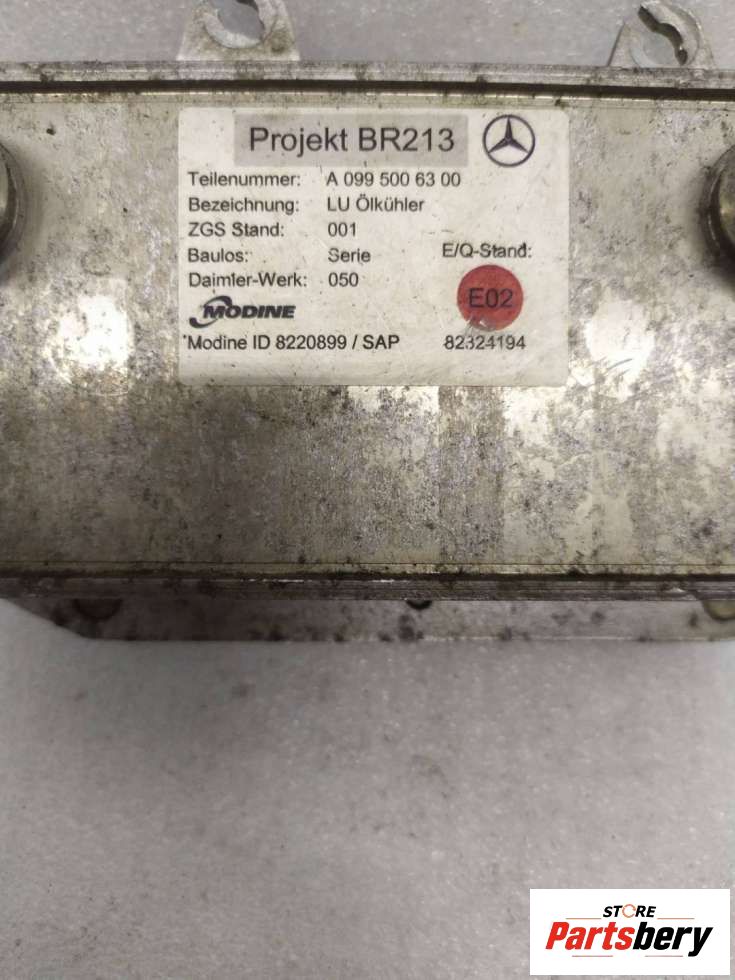 Projekt BR213
Teilenummer: A 099 500 63 00
Bezeichnung: LU Ölkühler
ZGS Stand: 001
Baulos: Serie E/Q-Stand:
Daimler-Werk: 050
E02
MODINE
Modine ID 8220899 / SAP 82324194
STORE
Partsbery